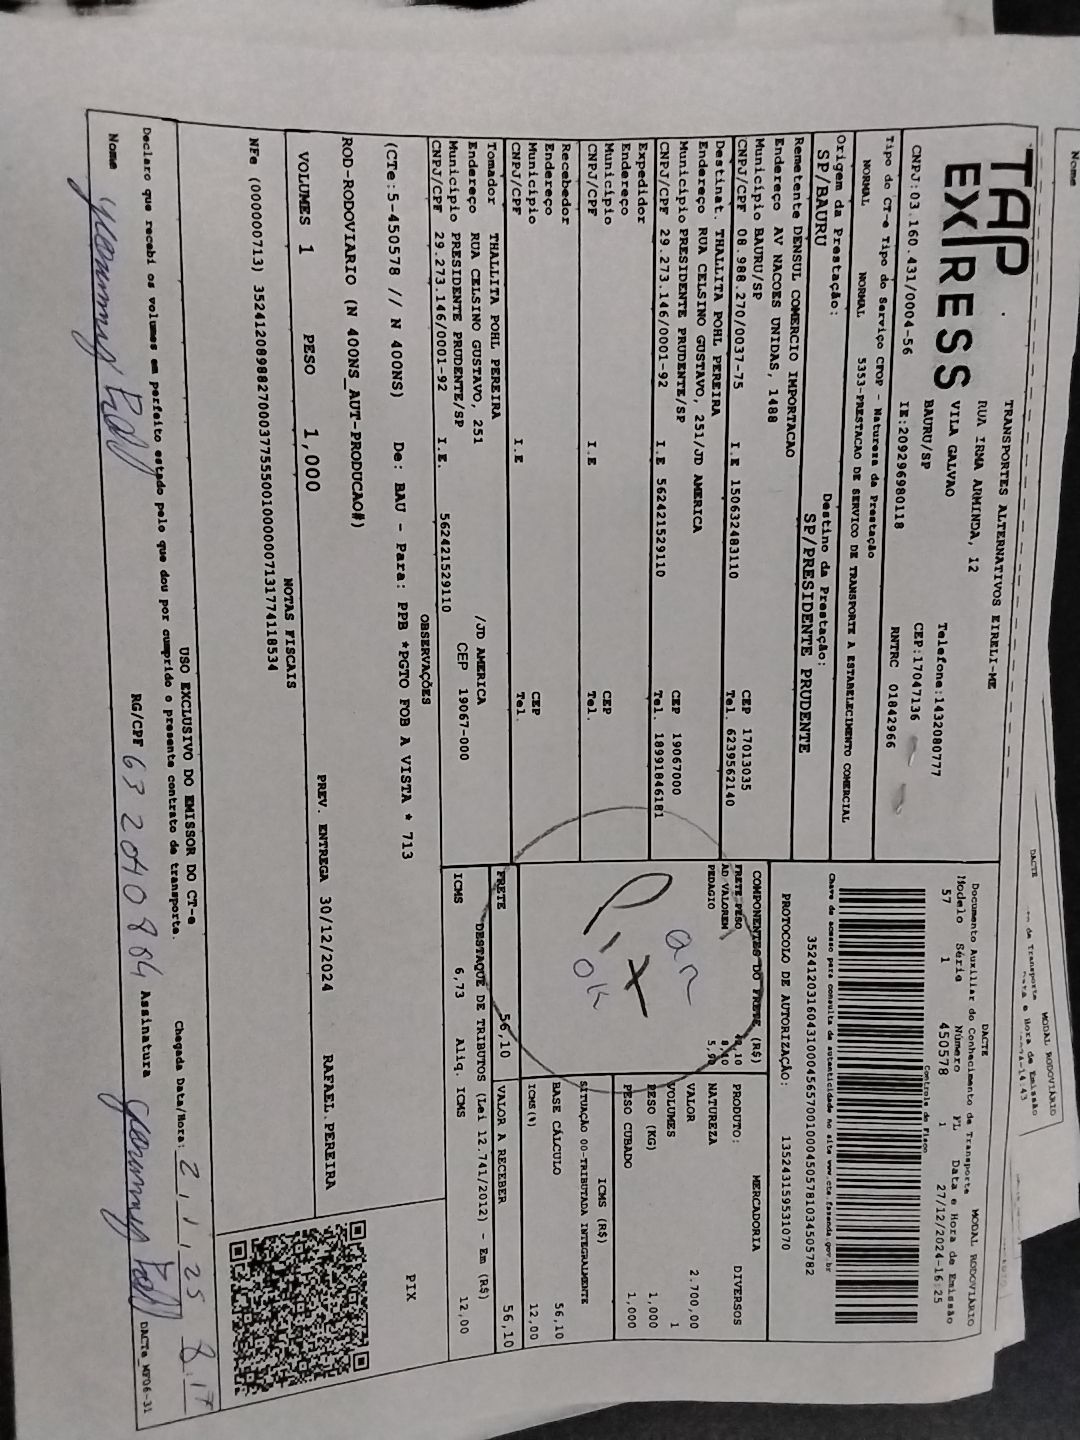 TAP
EXPRESS
TRANSPORTES ALTERNATIVOS EIRELI-ME
RUA IRMA ARMINDA, 12
VILA GALVAO
Telefone:1432080777
BAURU/SP
CEP:17047136
CNPJ:03.160.431/0004-56 IE:209296980118 RNTRC 01842966
Tipo do CT-e Tipo do Serviço CFOP - Natureza da Prestação
NORMAL NORMAL 5353-PRESTACAO DE SERVICO DE TRANSPORTE A ESTABELECIMENTO COMERCIAL
Origem da Prestação: Destino da Prestação:
SP/BAURU SP/PRESIDENTE PRUDENTE
Remetente DENSUL COMERCIO IMPORTACAO
Endereço AV NACOES UNIDAS, 1488
Município BAURU/SP CEP 17013035
CNPJ/CPF 08.988.270/0037-75 I.E 150632483110 Tel. 6239562140
Destinat. THALLITA POHL PEREIRA
Endereço RUA CELSINO GUSTAVO, 251/JD AMERICA
Município PRESIDENTE PRUDENTE/SP CEP 19067000
CNPJ/CPF 29.273.146/0001-92 I.E 562421529110 Tel. 18991846181
Expedidor
Endereço
Município CEP
CNPJ/CPF I.E Tel.
Recebedor
Endereço
Município CEP
CNPJ/CPF I.E Tel.
Tomador THALLITA POHL PEREIRA
Endereço RUA CELSINO GUSTAVO, 251 /JD AMERICA
Município PRESIDENTE PRUDENTE/SP CEP 19067-000
CNPJ/CPF 29.273.146/0001-92 I.E. 562421529110
OBSERVAÇÕES
(CTe:5-450578 // N 400NS) De: BAU - Para: PPB *PGTO FOB A VISTA * 713
ROD-RODOVIARIO (N 400NS_AUT-PRODUCAO#)
DACTE MODAL RODOVIÁRIO
Documento Auxiliar do Conhecimento de Transporte
Modelo Série Número FL Data e Hora de Emissão
57 1 450578 1 27/12/2024-16:25
Controle do Fisco
35241203160431000456570010004505781034505782
Chave de acesso para consulta de autenticidade no site www.cte.fazenda.gov.br
PROTOCOLO DE AUTORIZAÇÃO: 135243159531070
COMPONENTES DO FRETE (R$)
FRETE PESO
AD VALOREM
PEDAGIO
Pix
ok
FRETE 56,10
MERCADORIA
PRODUTO: DIVERSOS
NATUREZA
VALOR 2.700,00
VOLUMES 1
PESO (KG) 1,000
PESO CUBADO 1,000
ICMS (R$)
SITUAÇÃO 00-TRIBUTADA INTEGRALMENTE
BASE CÁLCULO 56,10
ICMS(%) 12,00
VALOR A RECEBER 56,10
DESTAQUE DE TRIBUTOS (Lei 12.741/2012) - Em (R$)
ICMS 6,73 Aliq. ICMS 12,00
VOLUMES 1 PESO 1,000 PREV. ENTREGA 30/12/2024 RAFAEL.PEREIRA
PIX
NOTAS FISCAIS
NFe (000000713) 35241208988270003775550010000007131774118534
USO EXCLUSIVO DO EMISSOR DO CT-e
Declaro que recebi os volumes em perfeito estado pelo que dou por cumprido o presente contrato de transporte.
Chegada Data/Hora: 2/1/25 8:17
Nome RG/CPF 63 2040884 Assinatura
DACTe_MP06-31
Nome
DACTE MODAL RODOVIÁRIO